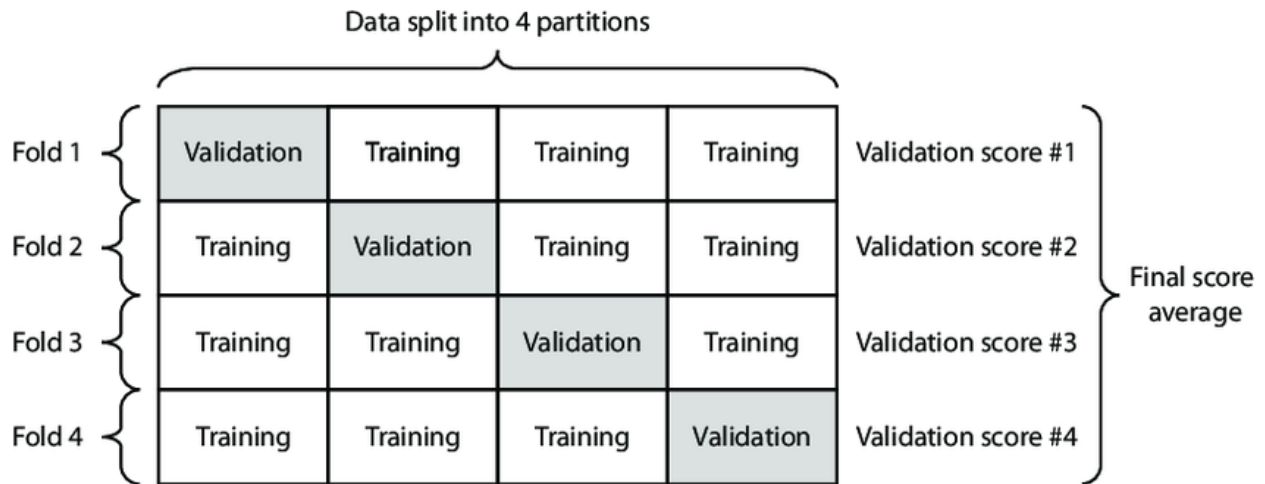 Data split into 4 partitions
Fold 1 Validation Training Training Training Validation score #1
Fold 2 Training Validation Training Training Validation score #2
Final score
average
Fold 3 Training Training Validation Training Validation score #3
Fold 4 Training Training Training Validation Validation score #4